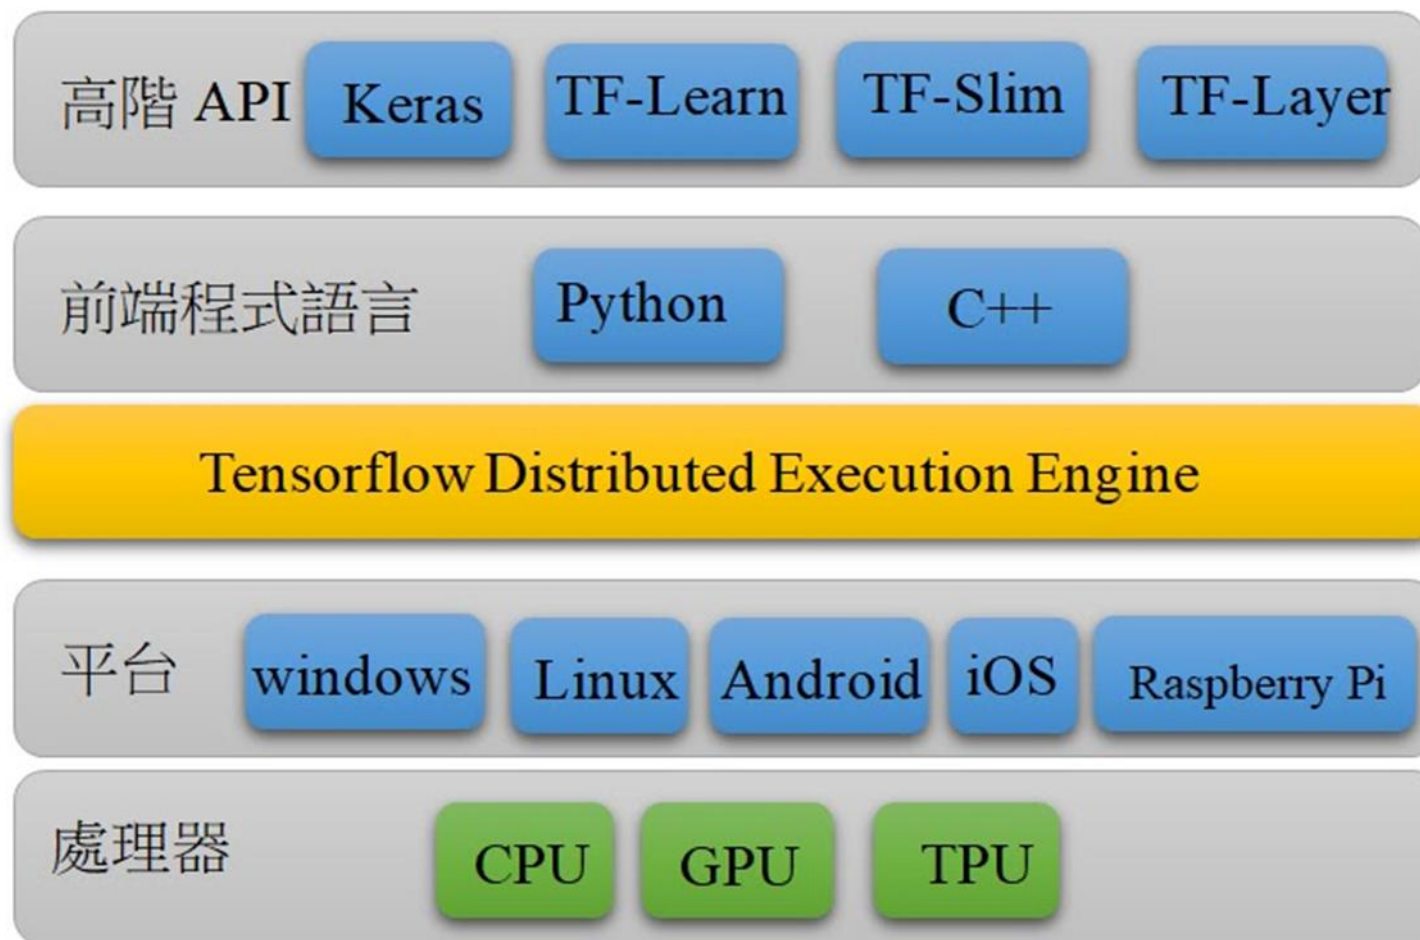 高階 API Keras TF-Learn TF-Slim TF-Layer
前端程式語言 Python C++
Tensorflow Distributed Execution Engine
平台 windows Linux Android iOS Raspberry Pi
處理器 CPU GPU TPU